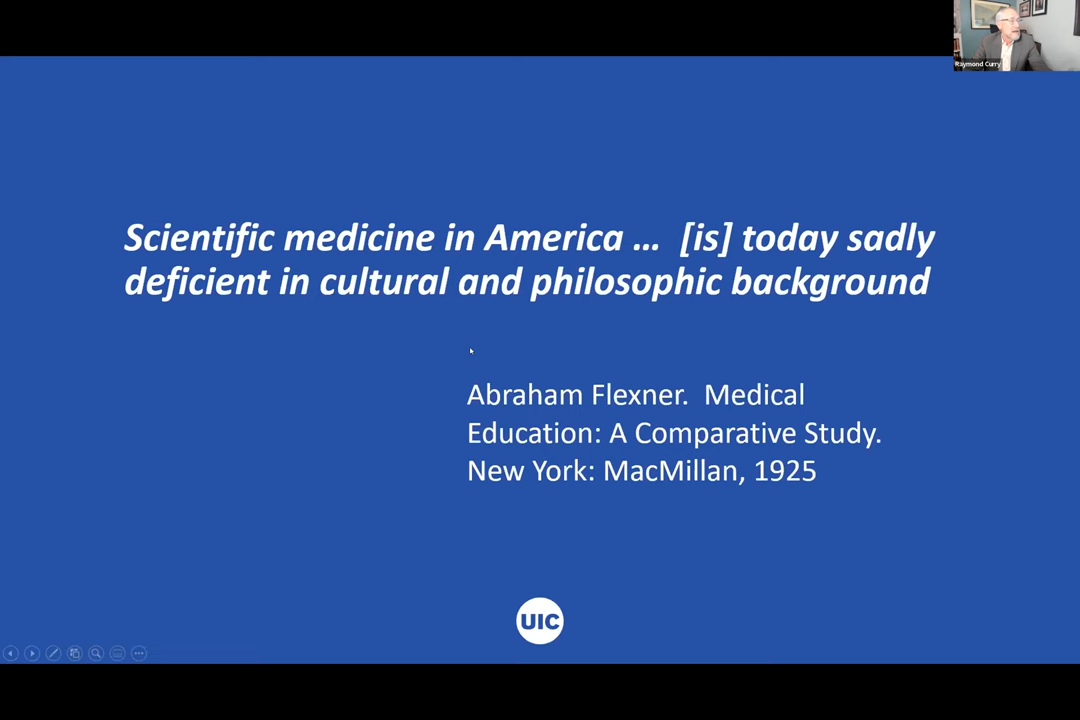 Raymond Curry
Scientific medicine in America … [is] today sadly
deficient in cultural and philosophic background
Abraham Flexner. Medical
Education: A Comparative Study.
New York: MacMillan, 1925
UIC